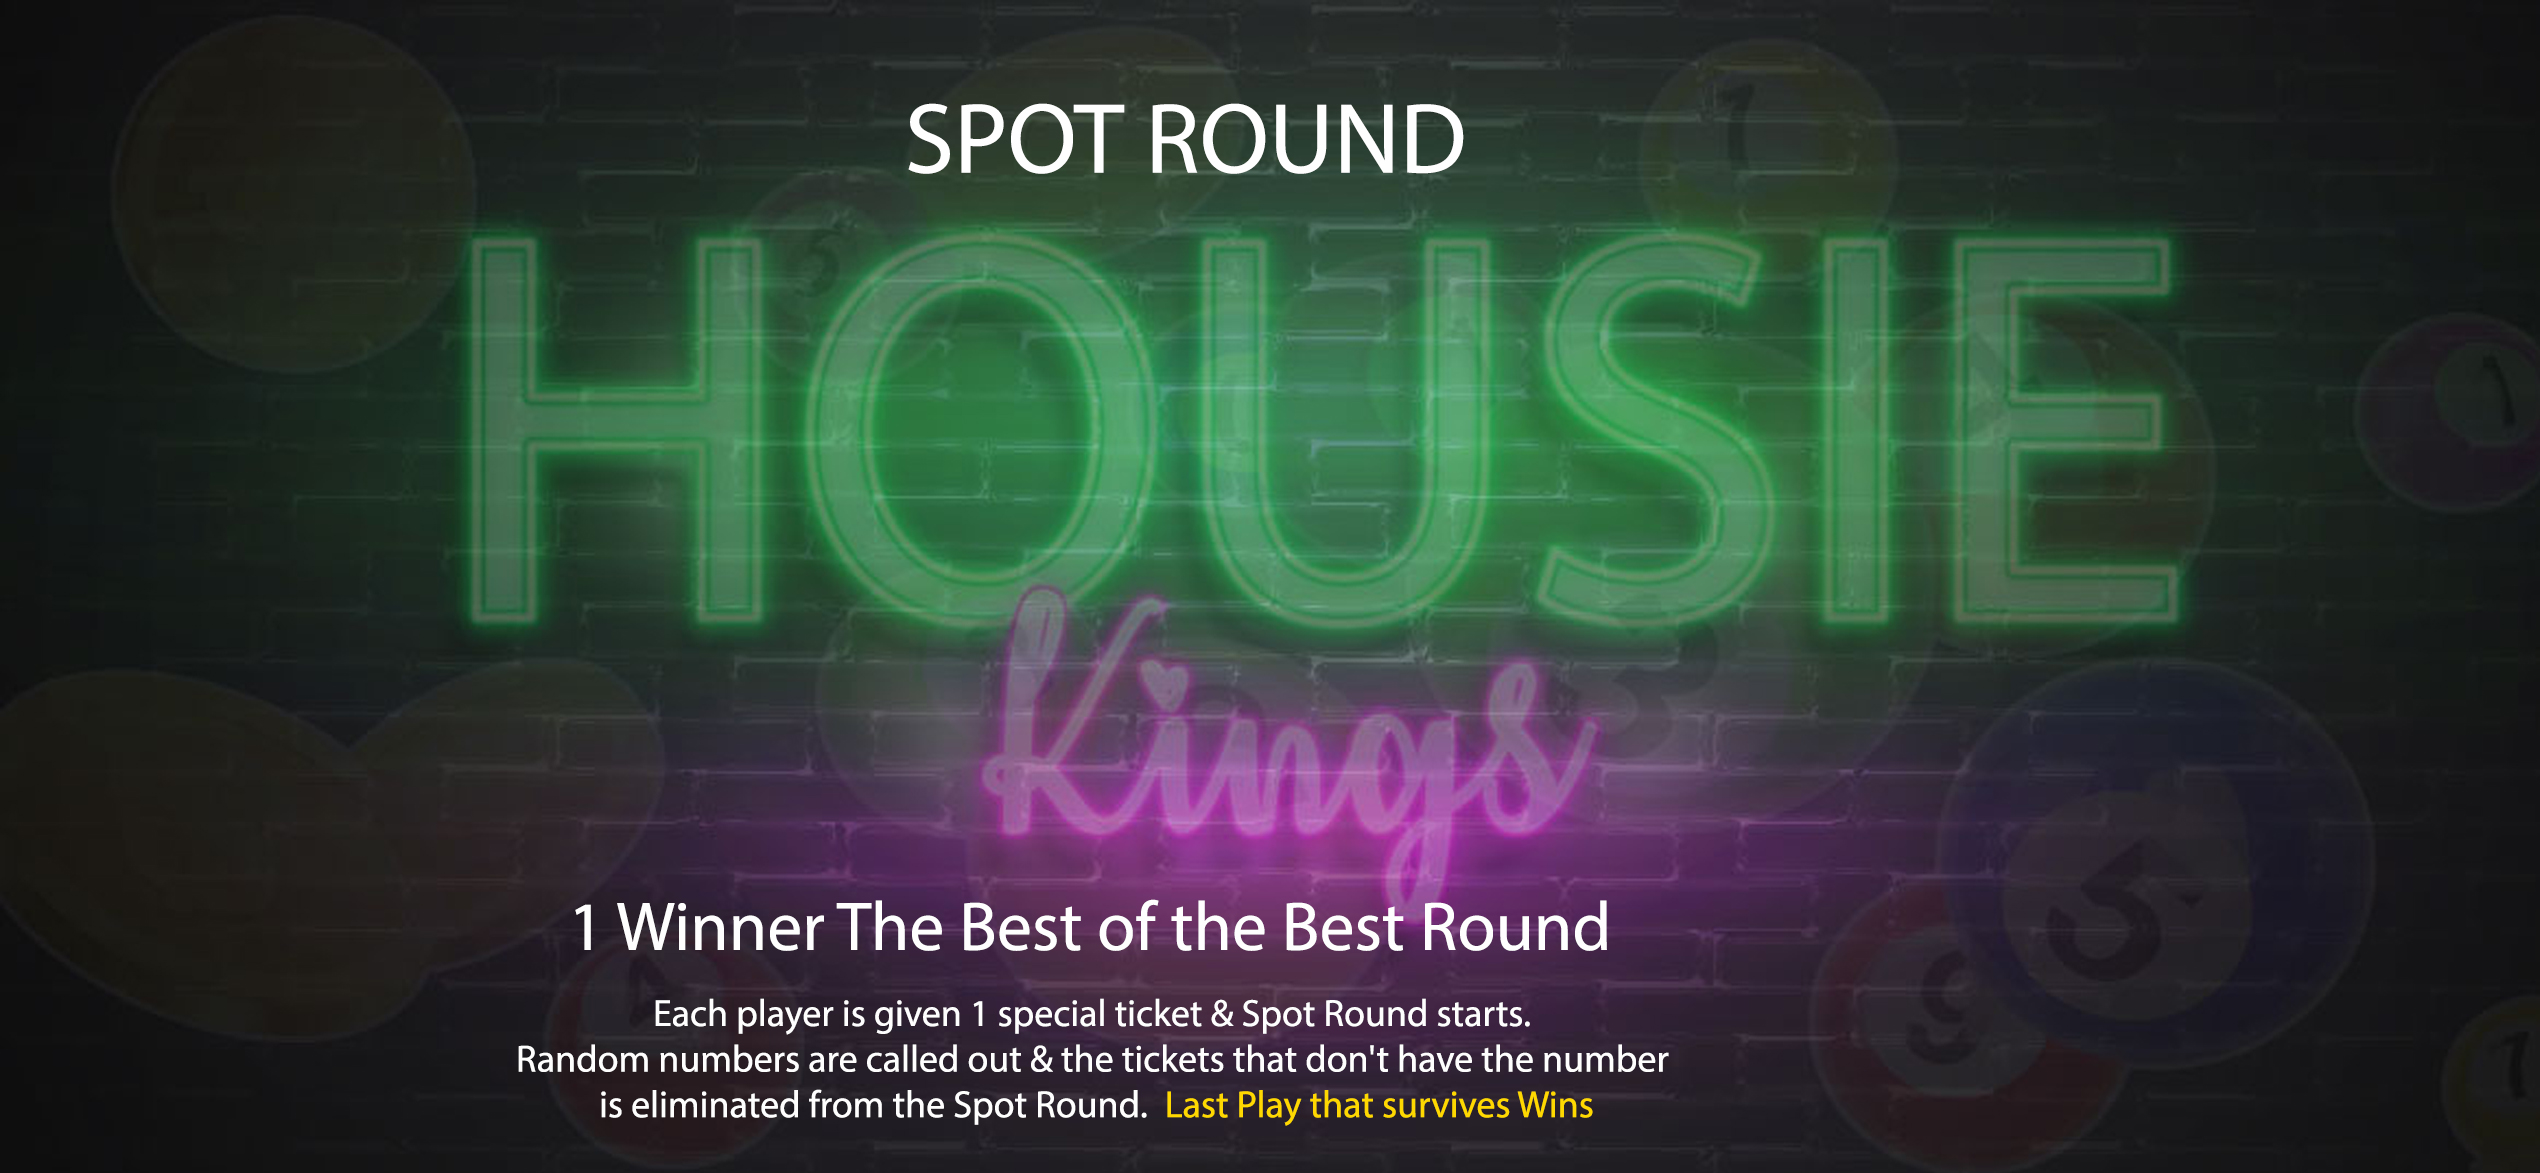 SPOT ROUND
HOUSIE
Kings
1 Winner The Best of the Best Round
Each player is given 1 special ticket & Spot Round starts.
Random numbers are called out & the tickets that don't have the number
is eliminated from the Spot Round. Last Play that survives Wins